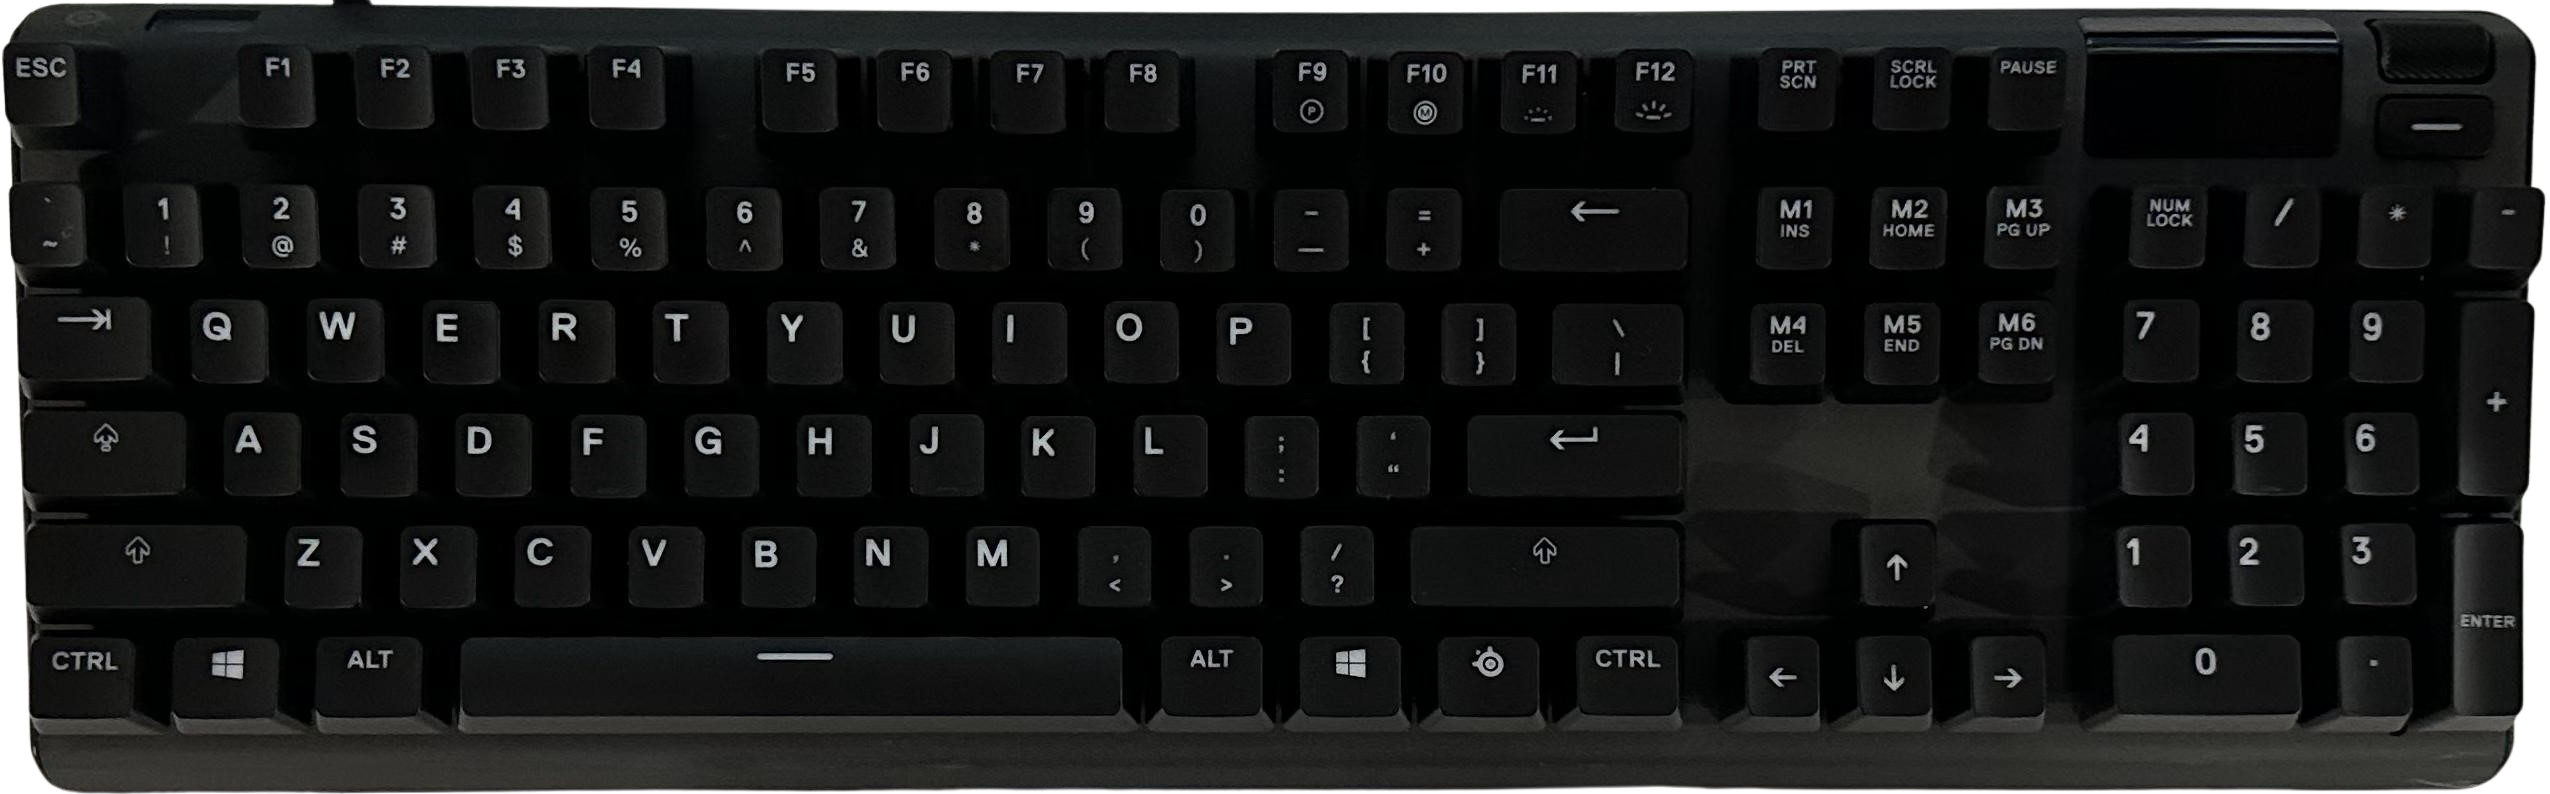 ESC F1 F2 F3 F4 F5 F6 F7 F8 F9 F10 F11 F12 PRT SCN SCRL LOCK PAUSE
P M
` 1 2 3 4 5 6 7 8 9 0 - = ← M1 M2 M3 NUM LOCK / * -
~ ! @ # $ % ^ & * ( ) _ + INS HOME PG UP
→| Q W E R T Y U I O P [ ] \ M4 M5 M6 7 8 9
{ } | DEL END PG DN
A S D F G H J K L ; ' ↵ 4 5 6 +
: “
⇧ Z X C V B N M , . / ⇧ ↑ 1 2 3
< > ?
CTRL ALT ALT CTRL ← ↓ → 0 . ENTER